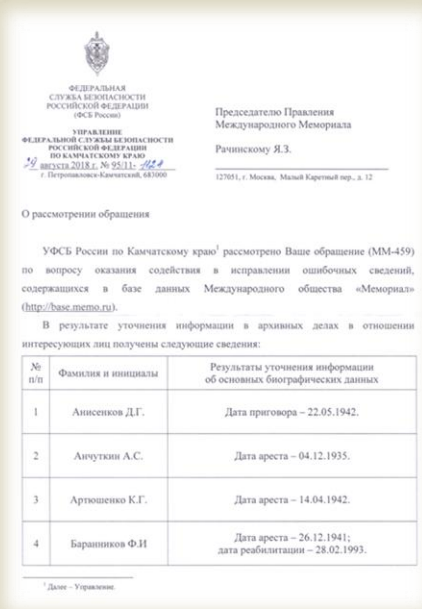 ФЕДЕРАЛЬНАЯ
СЛУЖБА БЕЗОПАСНОСТИ
РОССИЙСКОЙ ФЕДЕРАЦИИ
(ФСБ России)
УПРАВЛЕНИЕ
ФЕДЕРАЛЬНОЙ СЛУЖБЫ БЕЗОПАСНОСТИ
РОССИЙСКОЙ ФЕДЕРАЦИИ
ПО КАМЧАТСКОМУ КРАЮ
августа 2018 г. № 95/11-
г. Петропавловск-Камчатский, 683000
Председателю Правления
Международного Мемориала
Рачинскому Я.З.
127051, г. Москва, Малый Каретный пер., д. 12
О рассмотрении обращения
УФСБ России по Камчатскому краю¹ рассмотрено Ваше обращение (ММ-459)
по вопросу оказания содействия в исправлении ошибочных сведений,
содержащихся в базе данных Международного общества «Мемориал»
(http://base.memo.ru).
В результате уточнения информации в архивных делах в отношении
интересующих лиц получены следующие сведения:
№ п/п Фамилия и инициалы Результаты уточнения информации
об основных биографических данных
1 Анисенков Д.Г. Дата приговора – 22.05.1942.
2 Анчуткин А.С. Дата ареста – 04.12.1935.
3 Артюшенко К.Г. Дата ареста – 14.04.1942.
4 Баранников Ф.И Дата ареста – 26.12.1941;
дата реабилитации – 28.02.1993.
¹ Далее – Управление.